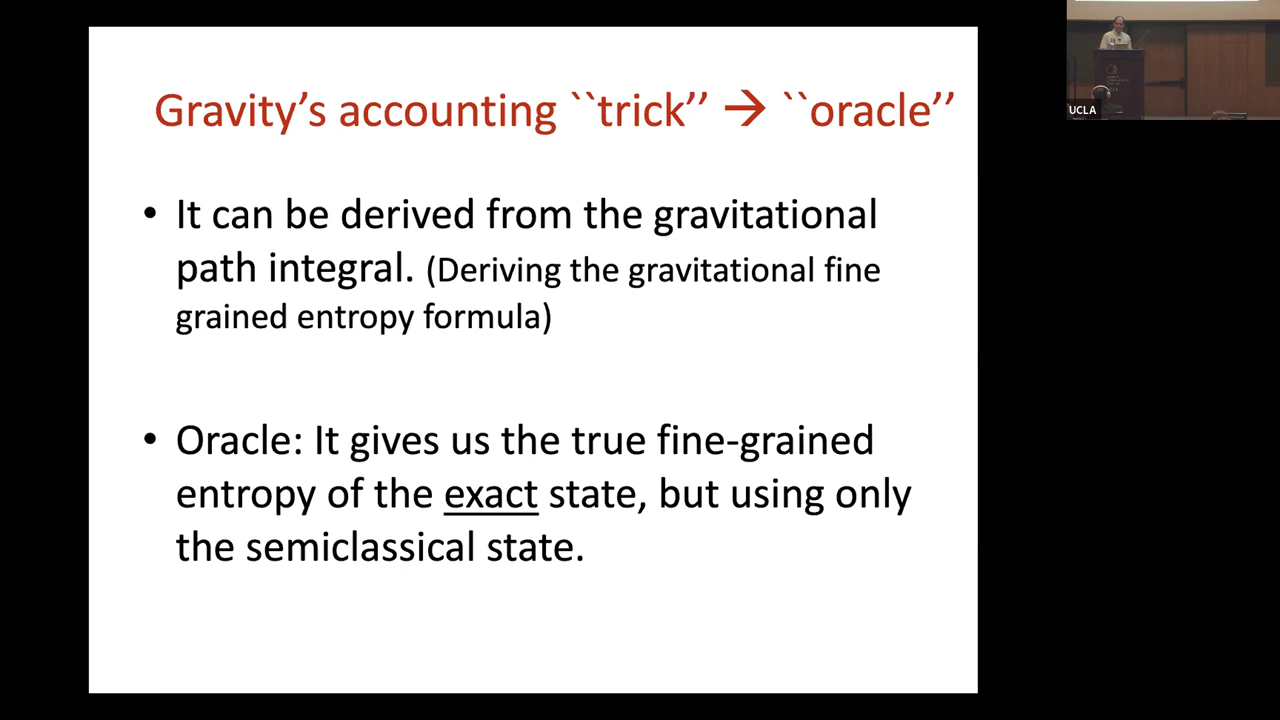 Gravity's accounting ``trick'' → ``oracle''
• It can be derived from the gravitational
path integral. (Deriving the gravitational fine
grained entropy formula)
• Oracle: It gives us the true fine-grained
entropy of the exact state, but using only
the semiclassical state.
UCLA